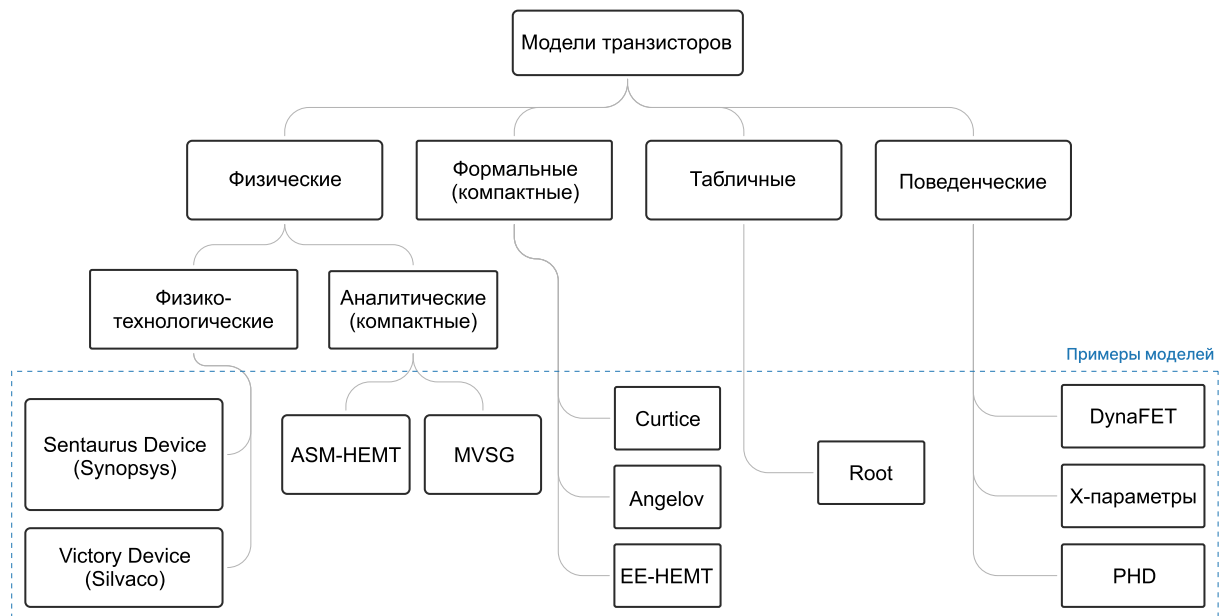 Модели транзисторов
Физические
Формальные
(компактные)
Табличные
Поведенческие
Физико-
технологические
Аналитические
(компактные)
Примеры моделей
Sentaurus Device
(Synopsys)
ASM-HEMT
MVSG
Curtice
DynaFET
Root
Angelov
X-параметры
Victory Device
(Silvaco)
EE-HEMT
PHD